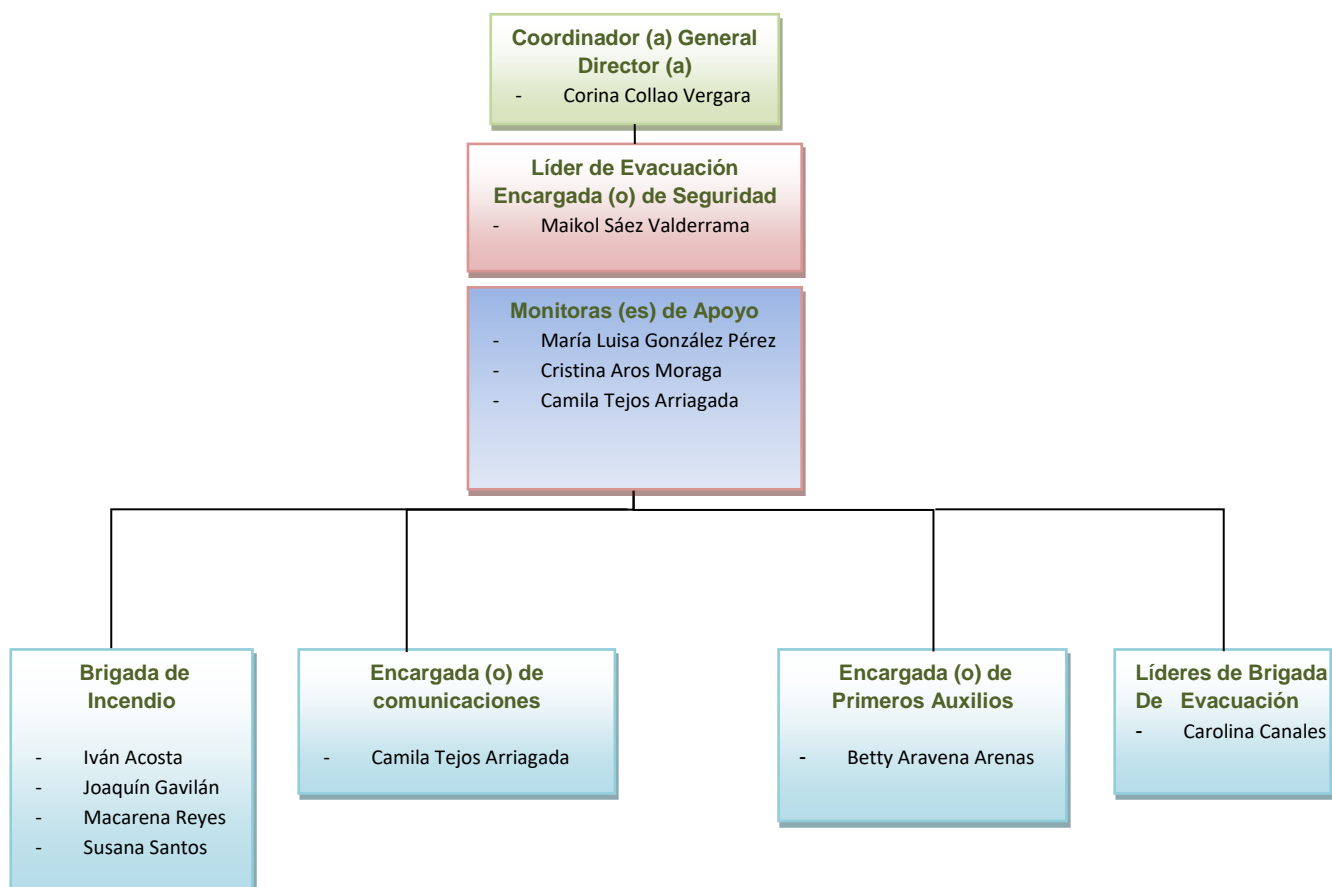 Coordinador (a) General
Director (a)
- Corina Collao Vergara
Líder de Evacuación
Encargada (o) de Seguridad
- Maikol Sáez Valderrama
Monitoras (es) de Apoyo
- María Luisa González Pérez
- Cristina Aros Moraga
- Camila Tejos Arriagada
Brigada de
Incendio
- Iván Acosta
- Joaquín Gavilán
- Macarena Reyes
- Susana Santos
Encargada (o) de
comunicaciones
- Camila Tejos Arriagada
Encargada (o) de
Primeros Auxilios
- Betty Aravena Arenas
Líderes de Brigada
De Evacuación
- Carolina Canales